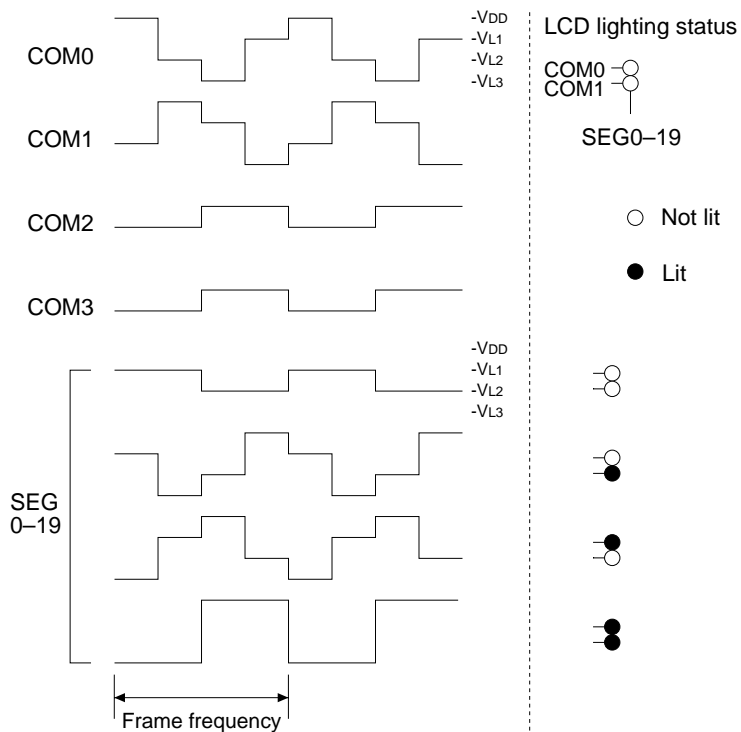 COM0
-VDD
-VL1
-VL2
-VL3
COM1
COM2
COM3
-VDD
-VL1
-VL2
-VL3
SEG
0–19
Frame frequency
LCD lighting status
COM0
COM1
SEG0–19
Not lit
Lit